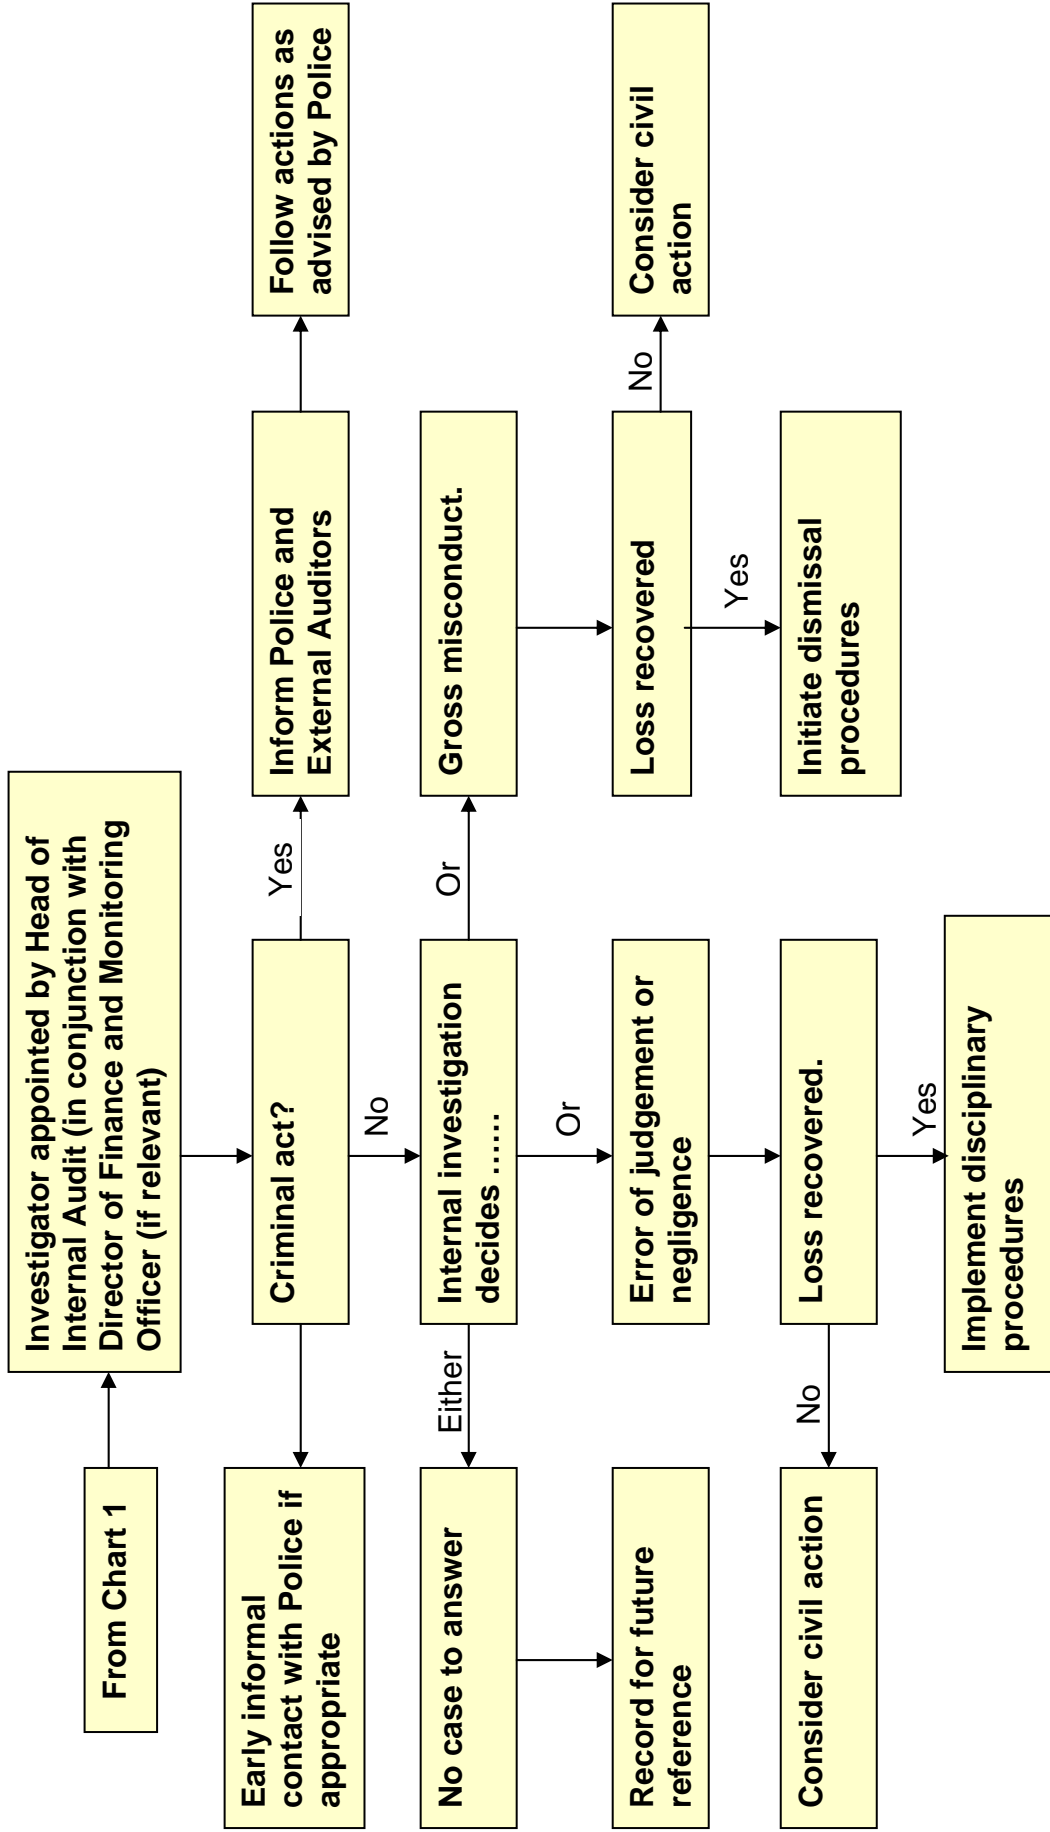 From Chart 1
Investigator appointed by Head of
Internal Audit (in conjunction with
Director of Finance and Monitoring
Officer (if relevant)
Early informal
contact with Police if
appropriate
Criminal act?
Yes
Inform Police and
External Auditors
Follow actions as
advised by Police
No
No case to answer
Either
Internal investigation
decides ......
Or
Gross misconduct.
Or
Record for future
reference
Error of judgement or
negligence
Loss recovered
No
Consider civil
action
Yes
Consider civil action
No
Loss recovered.
Initiate dismissal
procedures
Yes
Implement disciplinary
procedures